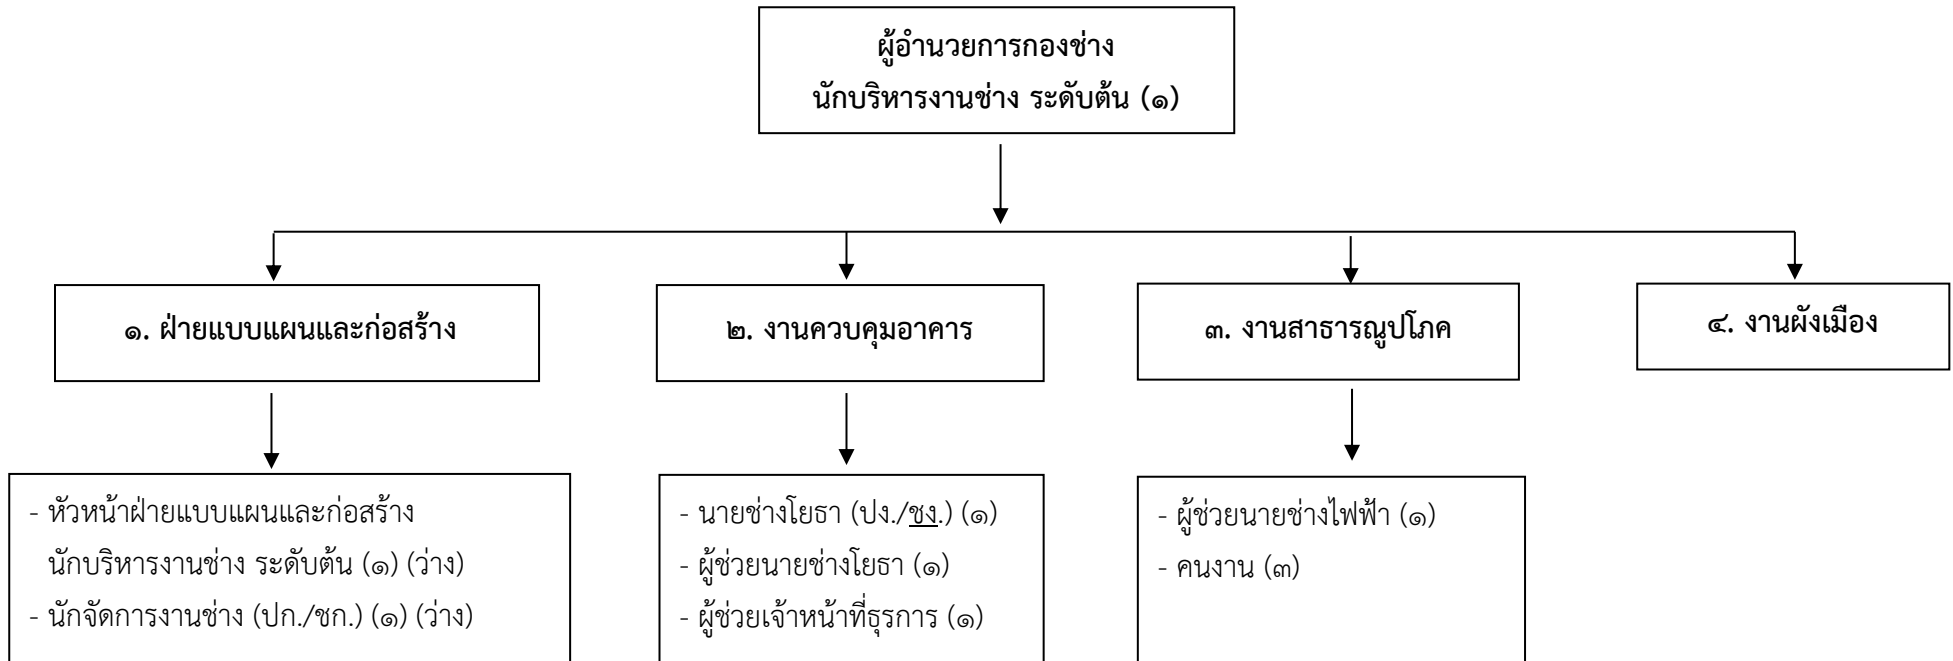 ผู้อำนวยการกองช่าง
นักบริหารงานช่าง ระดับต้น (๑)
๑. ฝ่ายแบบแผนและก่อสร้าง
๒. งานควบคุมอาคาร
๓. งานสาธารณูปโภค
๔. งานผังเมือง
- หัวหน้าฝ่ายแบบแผนและก่อสร้าง
นักบริหารงานช่าง ระดับต้น (๑) (ว่าง)
- นักจัดการงานช่าง (ปก./ชก.) (๑) (ว่าง)
- นายช่างโยธา (ปง./ชง.) (๑)
- ผู้ช่วยนายช่างโยธา (๑)
- ผู้ช่วยเจ้าหน้าที่ธุรการ (๑)
- ผู้ช่วยนายช่างไฟฟ้า (๑)
- คนงาน (๓)